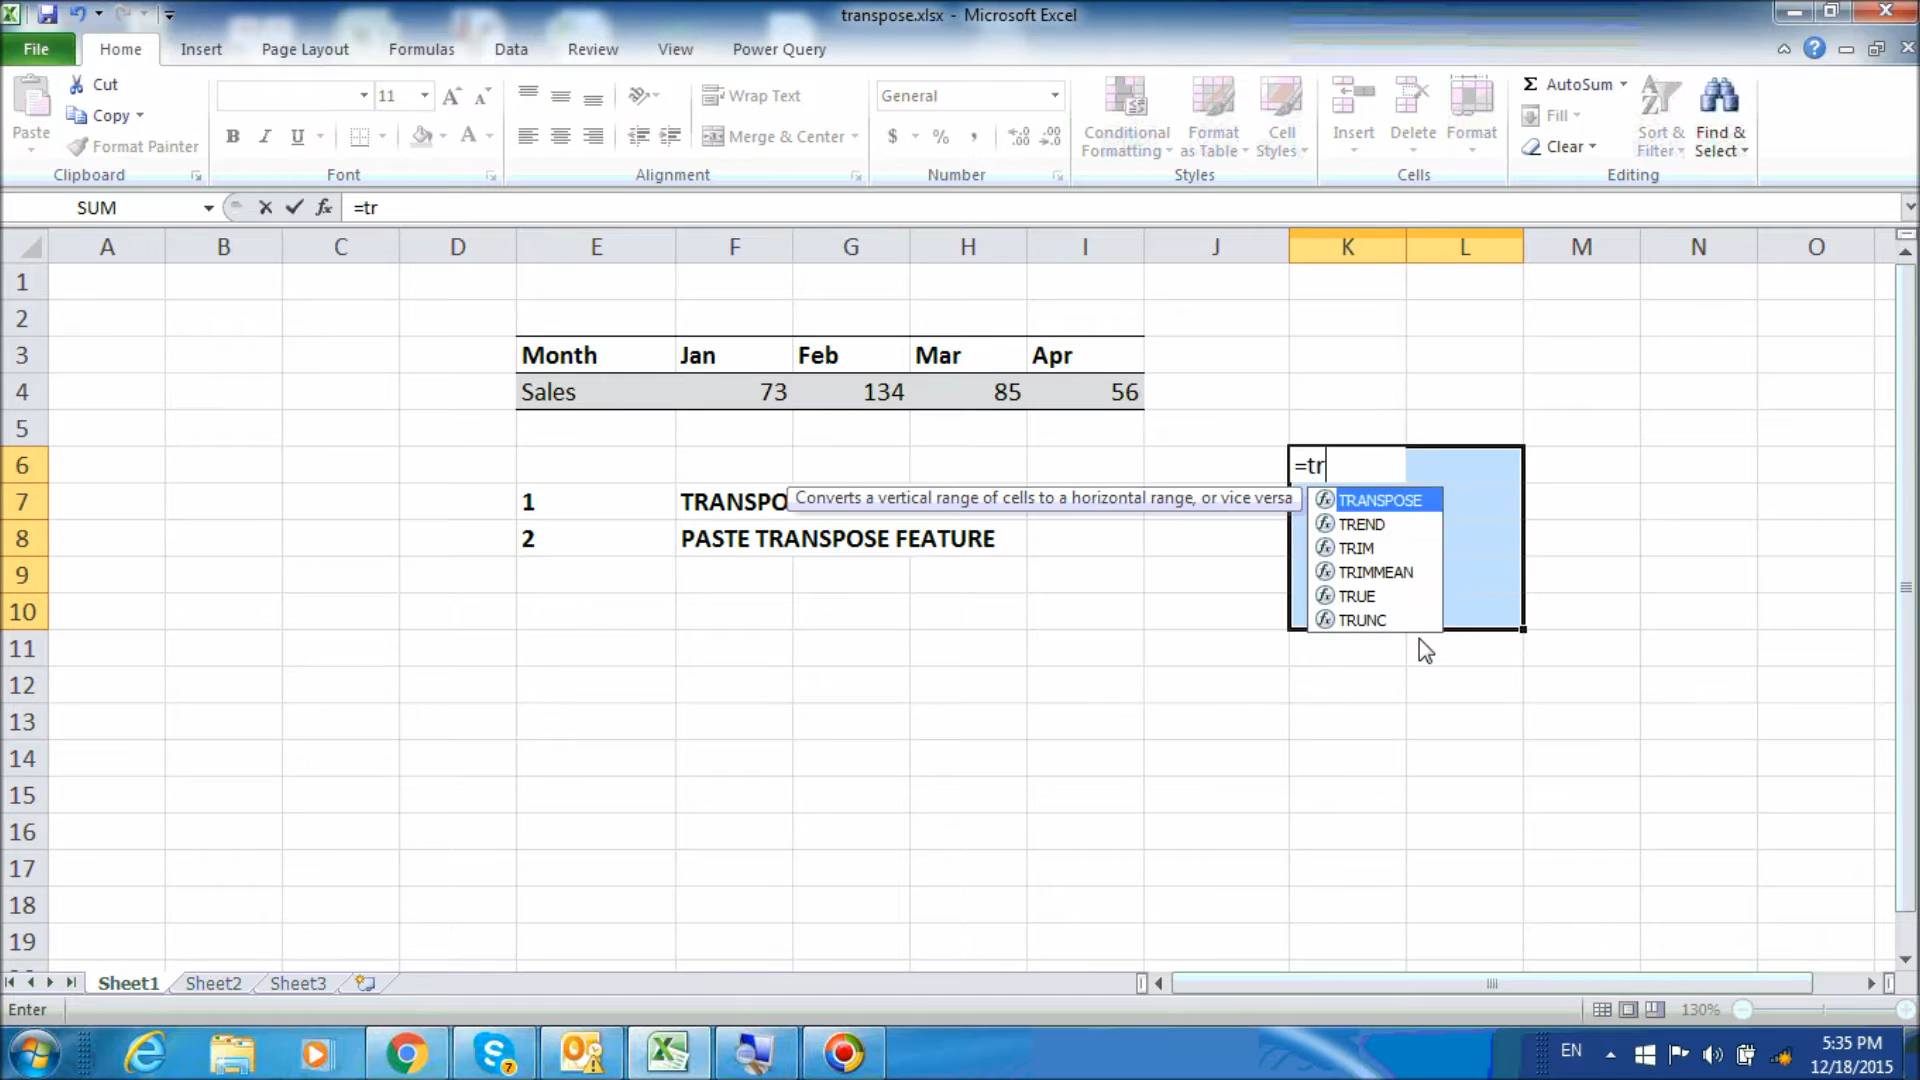 transpose.xlsx - Microsoft Excel
File Home Insert Page Layout Formulas Data Review View Power Query
Paste
Cut
Copy
Format Painter
Clipboard
11
B I U A
Font
Wrap Text
Merge & Center
Alignment
General
$ % ,
Number
Conditional Formatting
Format as Table
Cell Styles
Styles
Insert
Delete
Format
Cells
AutoSum
Fill
Clear
Sort & Filter
Find & Select
Editing
SUM fx =tr
A B C D E F G H I J K L M N O
1
2
3 Month Jan Feb Mar Apr
4 Sales 73 134 85 56
5
6 =tr
7 1 TRANSPO Converts a vertical range of cells to a horizontal range, or vice versa TRANSPOSE
TREND
8 2 PASTE TRANSPOSE FEATURE TRIM
9 TRIMMEAN
TRUE
10 TRUNC
11
12
13
14
15
16
17
18
19
Sheet1 Sheet2 Sheet3
Enter 130%
7
EN
5:35 PM
12/18/2015